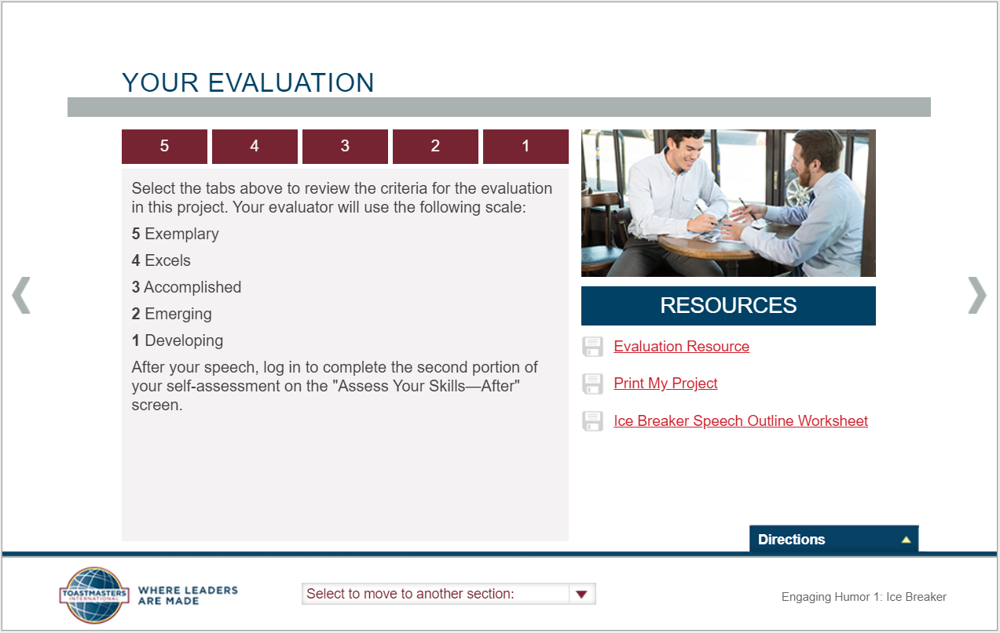 YOUR EVALUATION
5 4 3 2 1
Select the tabs above to review the criteria for the evaluation
in this project. Your evaluator will use the following scale:
5 Exemplary
4 Excels
3 Accomplished
2 Emerging
1 Developing
After your speech, log in to complete the second portion of
your self-assessment on the "Assess Your Skills—After"
screen.
RESOURCES
Evaluation Resource
Print My Project
Ice Breaker Speech Outline Worksheet
Directions
TOASTMASTERS
INTERNATIONAL
WHERE LEADERS
ARE MADE
Select to move to another section:
Engaging Humor 1: Ice Breaker